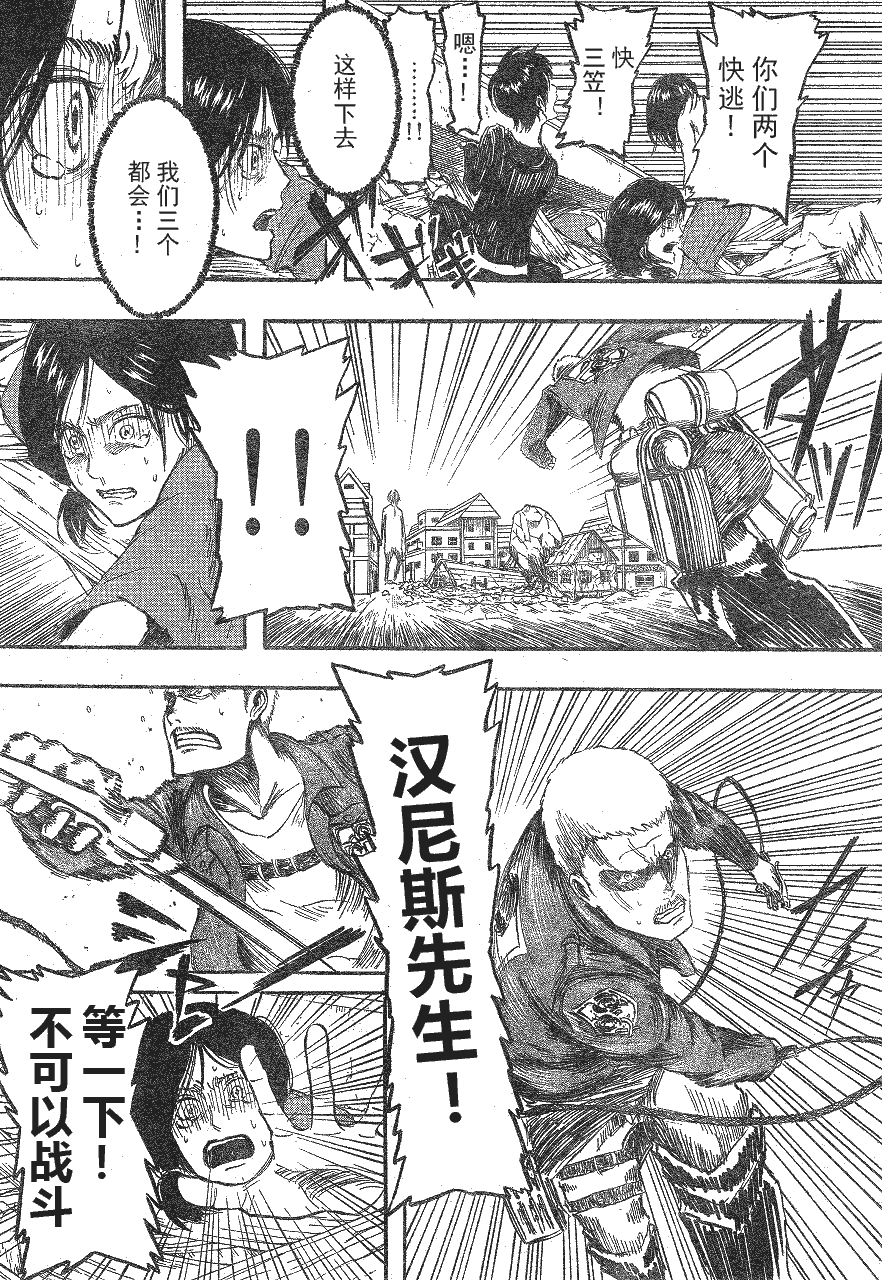 你们两个
快逃！
快
三笠！
嗯…！
………!!
这样下去
我们三个
都会…！
！！
汉尼斯先生！
等一下！
不可以战斗